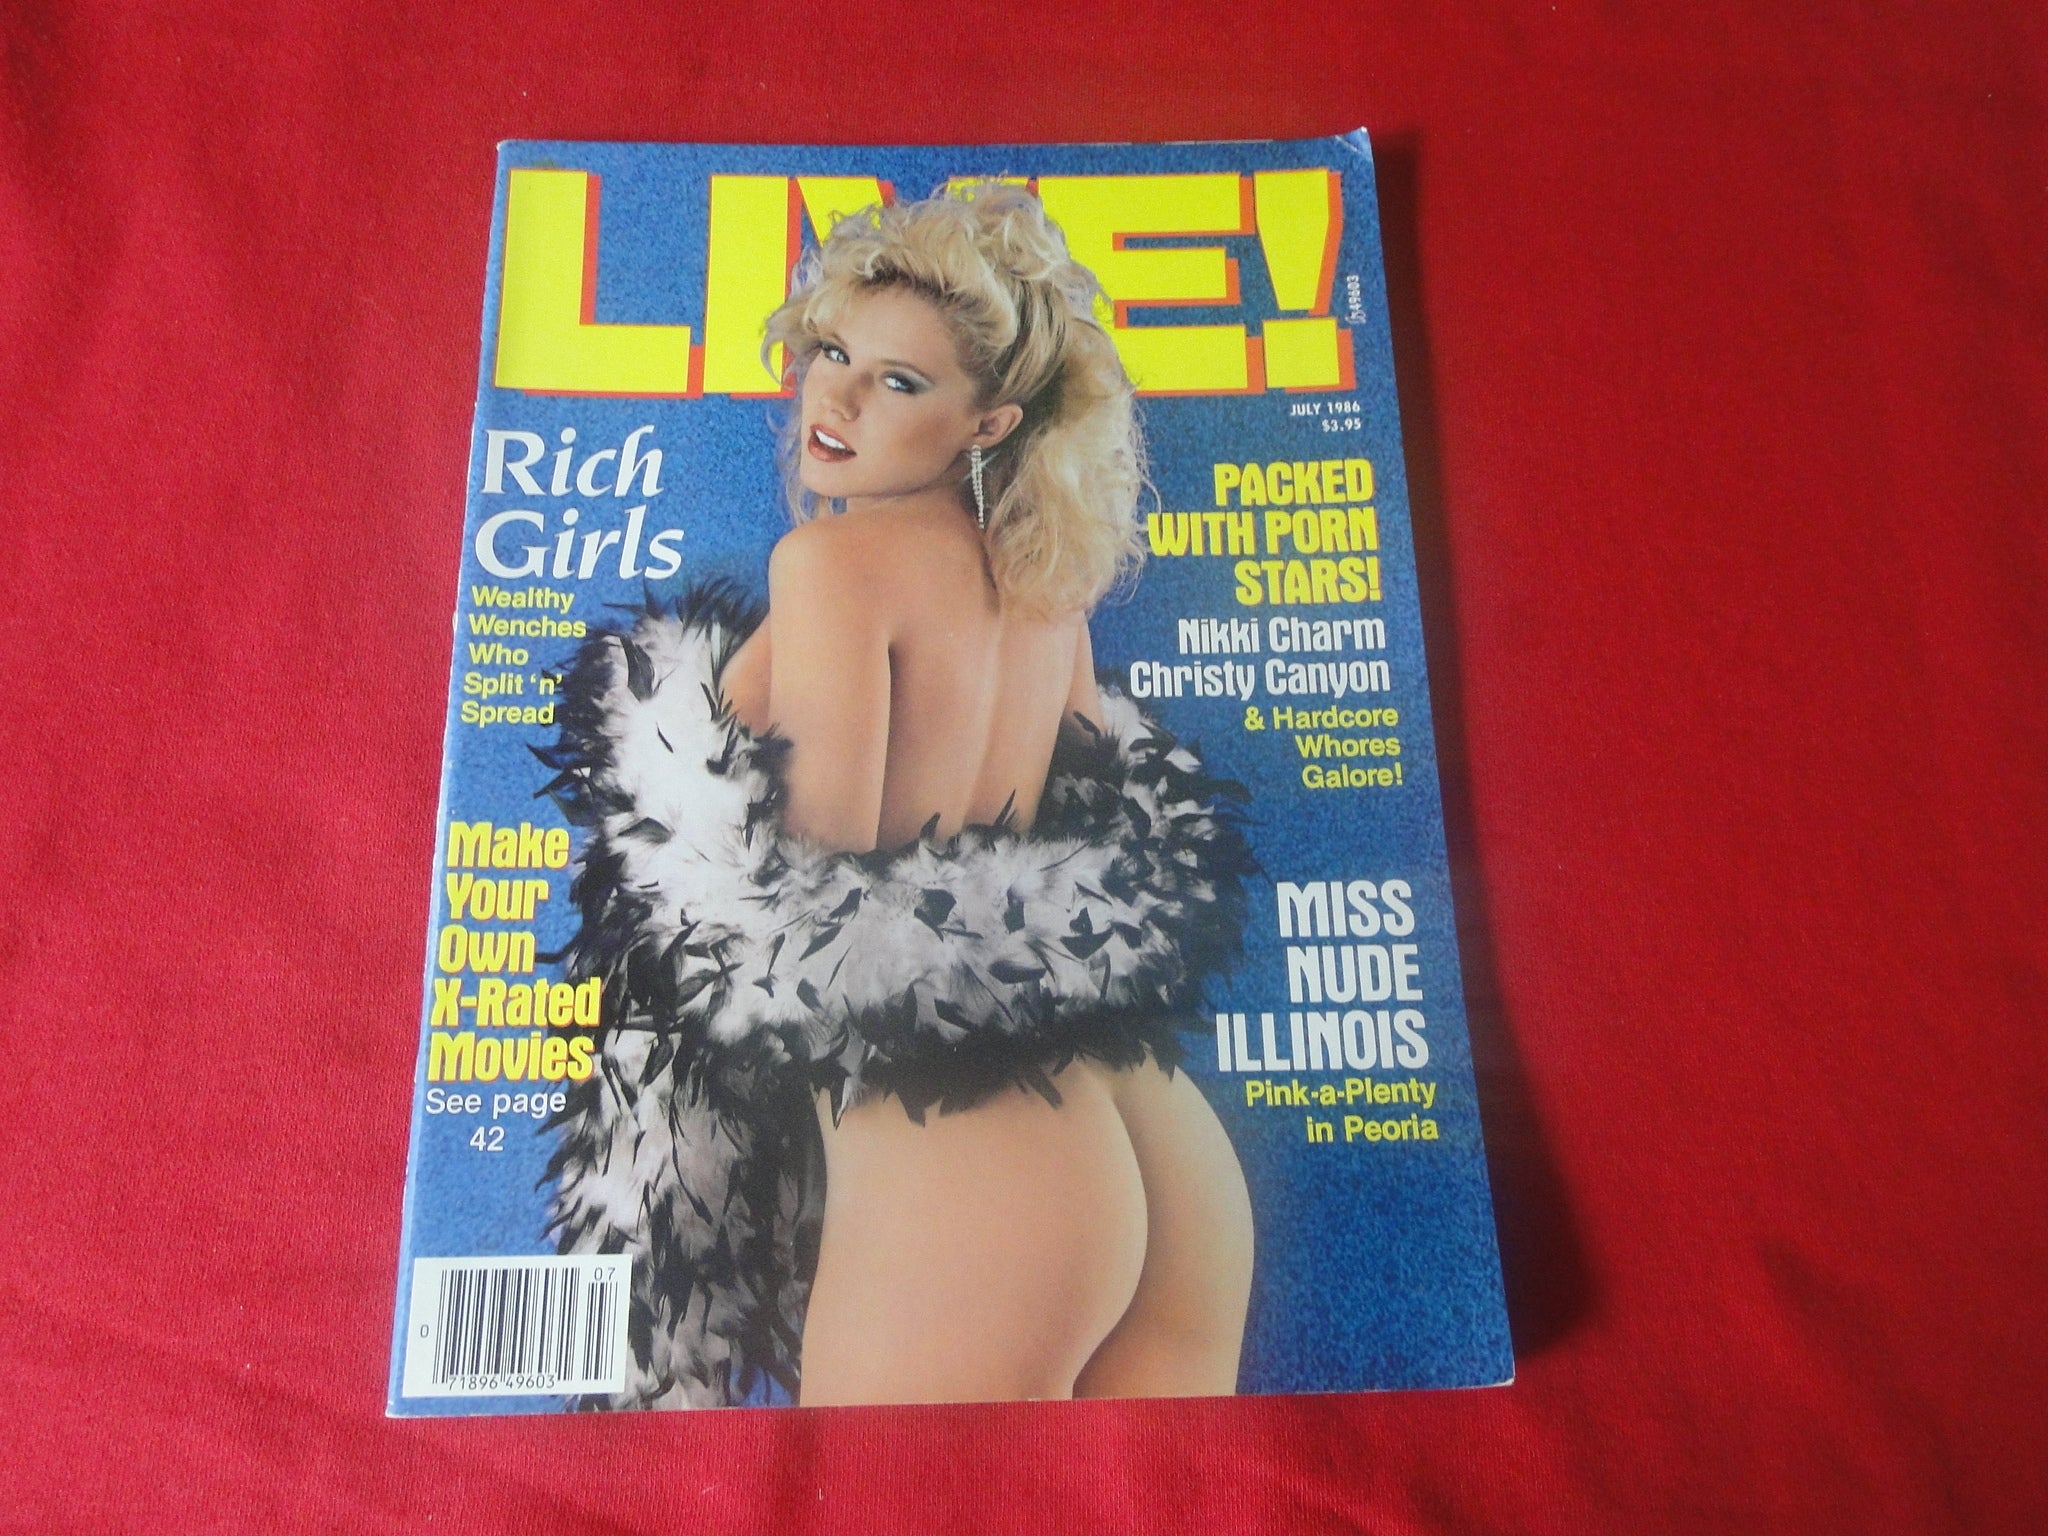 LIVE!
49603
JULY 1986
$3.95
Rich
Girls
Wealthy
Wenches
Who
Split 'n'
Spread
PACKED
WITH PORN
STARS!
Nikki Charm
Christy Canyon
& Hardcore
Whores
Galore!
Make
Your
Own
X-Rated
Movies
See page
42
MISS
NUDE
ILLINOIS
Pink-a-Plenty
in Peoria
07
0
71896 49603